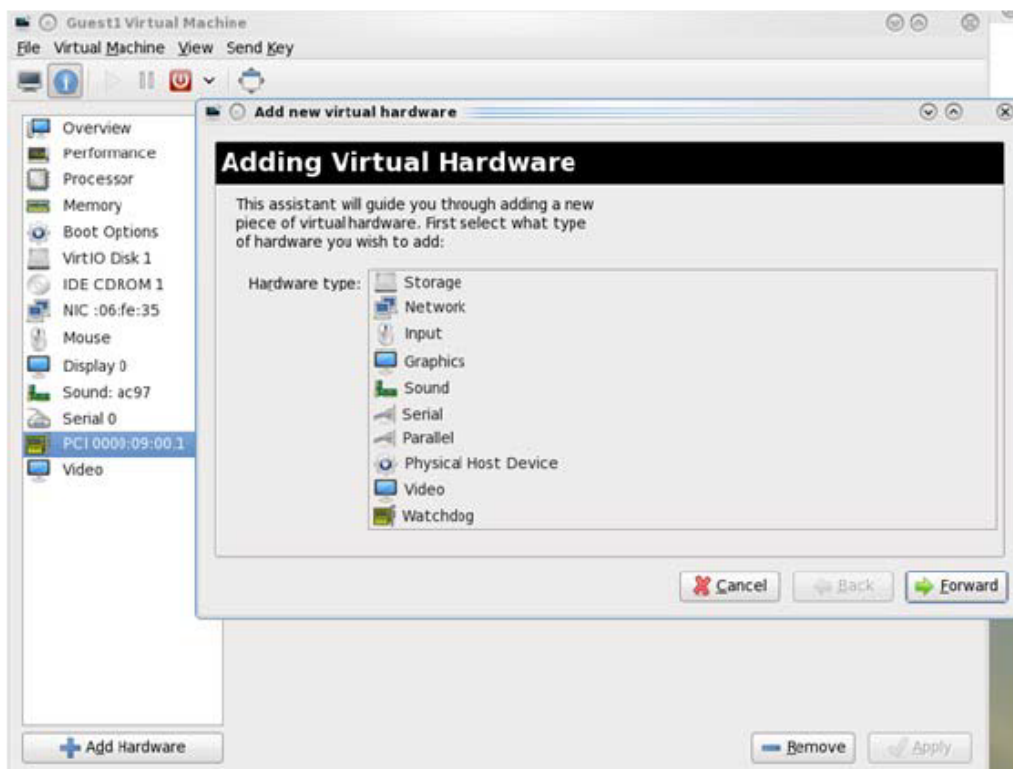 Guest1 Virtual Machine
File Virtual Machine View Send Key
Overview
Performance
Processor
Memory
Boot Options
VirtIO Disk 1
IDE CDROM 1
NIC :06:fe:35
Mouse
Display 0
Sound: ac97
Serial 0
PCI 0000:09:00.1
Video
Add Hardware
Add new virtual hardware
Adding Virtual Hardware
This assistant will guide you through adding a new
piece of virtual hardware. First select what type
of hardware you wish to add:
Hardware type:
Storage
Network
Input
Graphics
Sound
Serial
Parallel
Physical Host Device
Video
Watchdog
Cancel Back Forward
Remove Apply